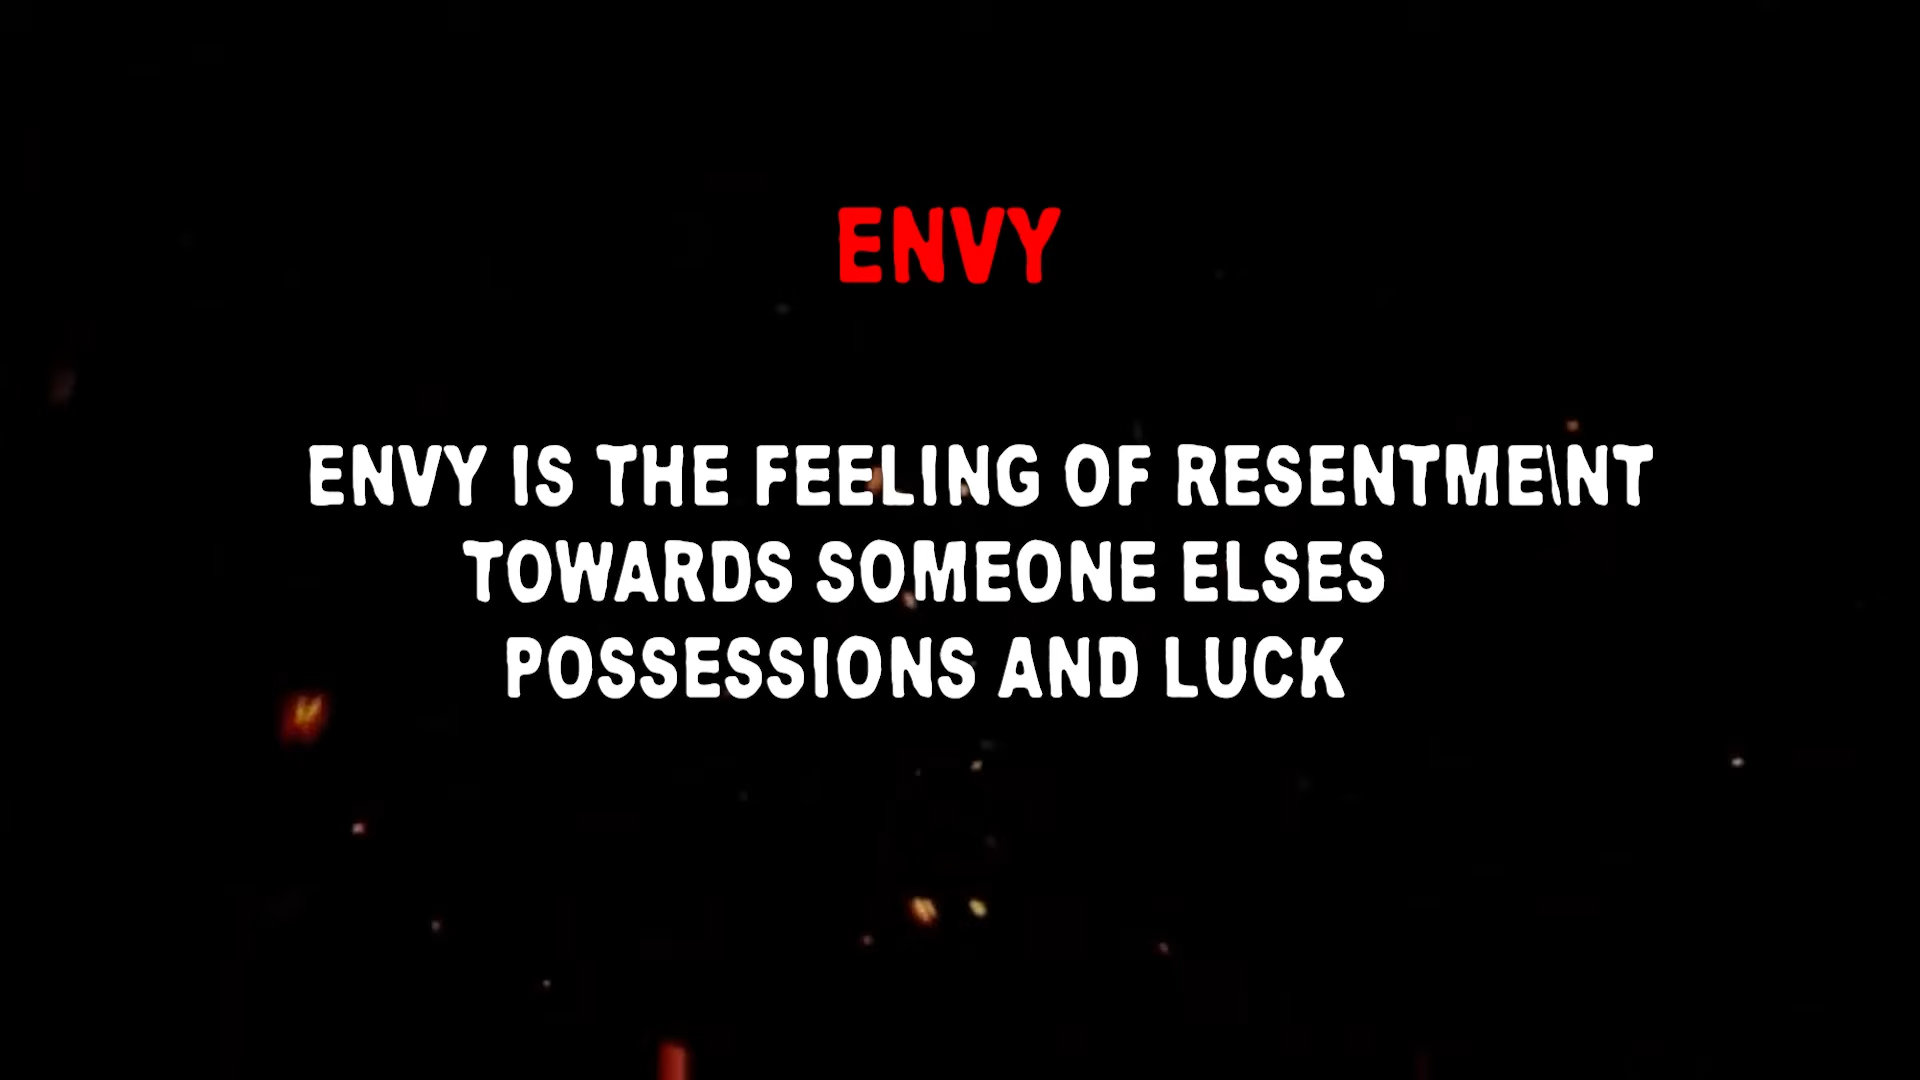 ENVY
ENVY IS THE FEELING OF RESENTME\NT
TOWARDS SOMEONE ELSES
POSSESSIONS AND LUCK